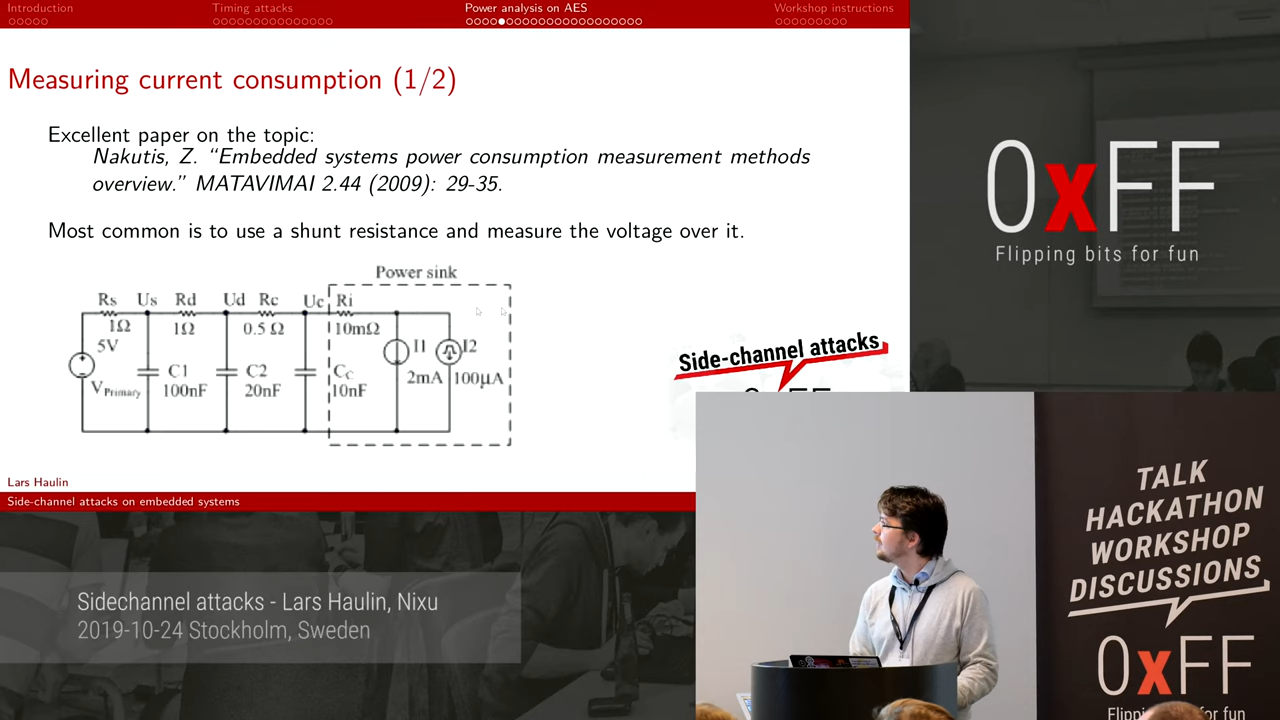 Introduction
Timing attacks
Power analysis on AES
Workshop instructions
Measuring current consumption (1/2)
Excellent paper on the topic:
Nakutis, Z. “Embedded systems power consumption measurement methods
overview.” MATAVIMAI 2.44 (2009): 29-35.
Most common is to use a shunt resistance and measure the voltage over it.
Power sink
Rs Us Rd Ud Rc Uc Ri
1Ω 1Ω 0.5 Ω 10mΩ
5V I1 I2
C1 C2 Cc
VPrimary 100nF 20nF 10nF 2mA 100μA
Side-channel attacks
0xFF
Lars Haulin
Side-channel attacks on embedded systems
0xFF
Flipping bits for fun
Sidechannel attacks - Lars Haulin, Nixu
2019-10-24 Stockholm, Sweden
TALK
HACKATHON
WORKSHOP
DISCUSSIONS
0xFF
for fun